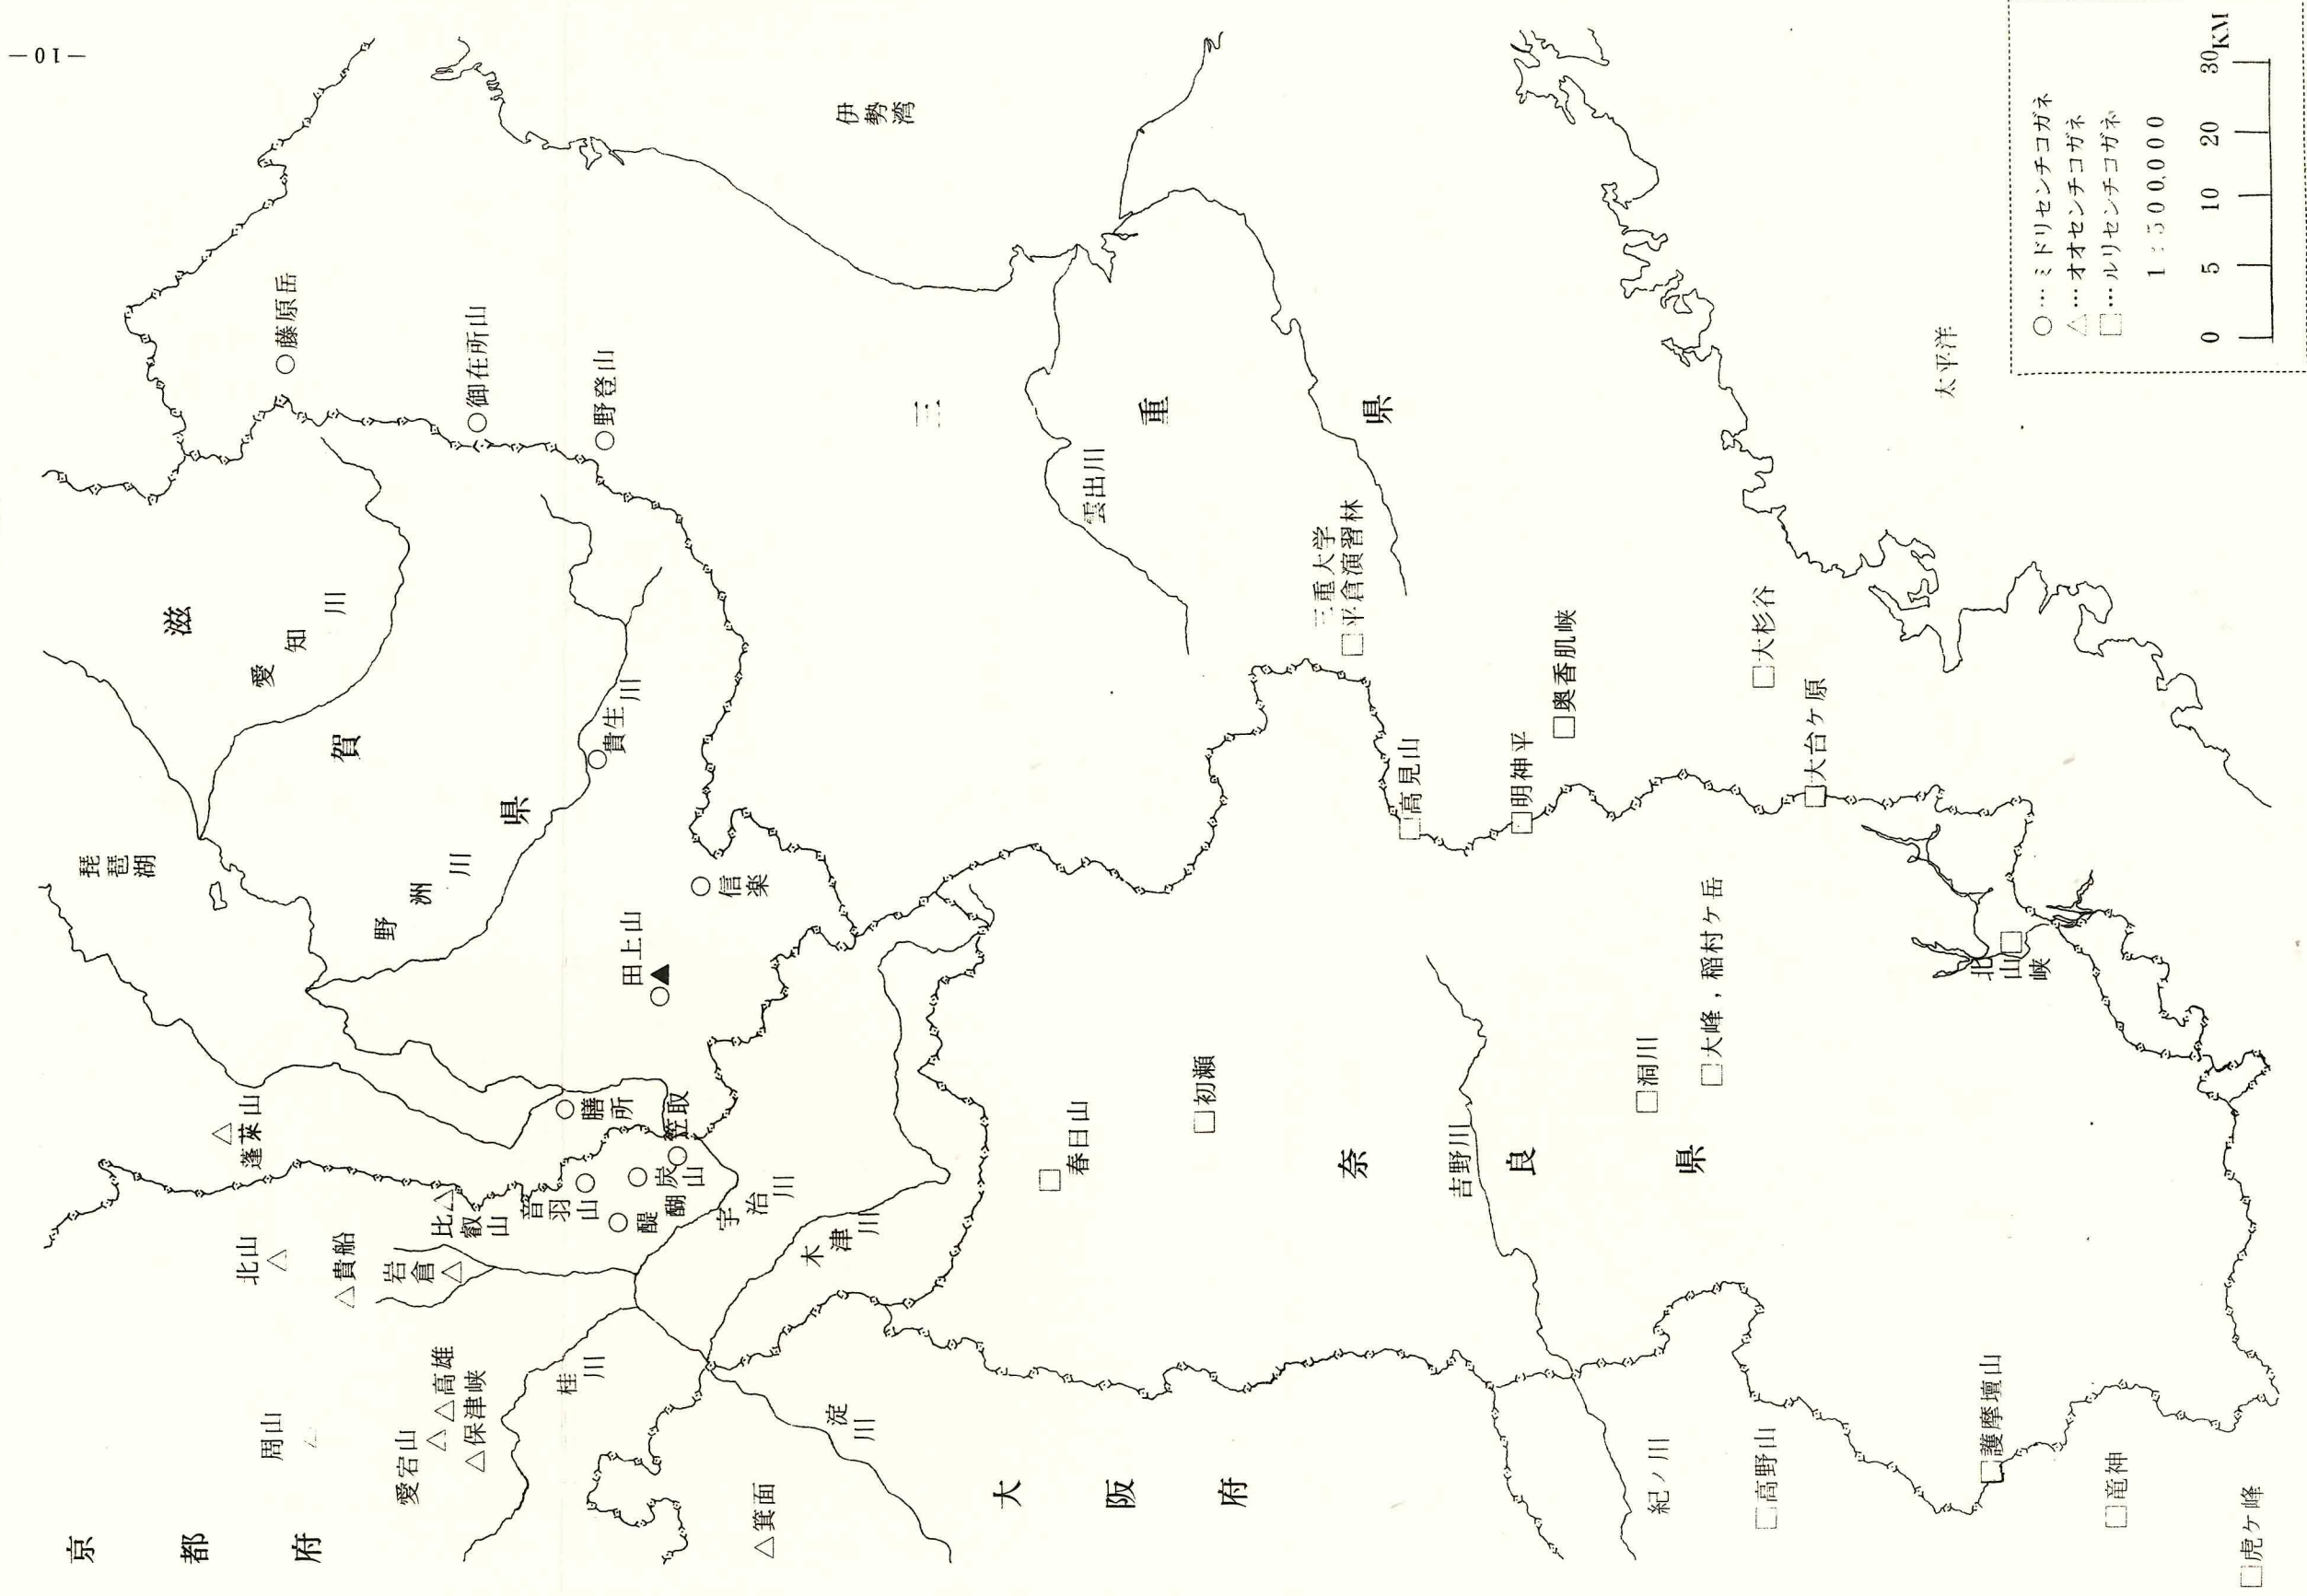 －10－
京都府
周山
北山
貴船
岩倉
愛宕山
高雄
保津峡
比叡山
蓬莱山
琵琶湖
滋賀県
愛知川
野洲川
貴生川
藤原岳
御在所山
野登山
信楽
田上山
膳所
笠取
炭山
音羽山
醍醐
宇治川
木津川
桂川
淀川
箕面
大阪府
伊勢湾
三重県
雲出川
三重大学
平倉演習林
奥香肌峡
高見山
明神平
大杉谷
大台ケ原
春日山
初瀬
奈良県
吉野川
洞川
大峰，稲村ケ岳
北山峡
紀ノ川
高野山
護摩壇山
竜神
虎ケ峰
太平洋
○…ミドリセンチコガネ
△…オオセンチコガネ
□…ルリセンチコガネ
1：500,000
0 5 10 20 30KM